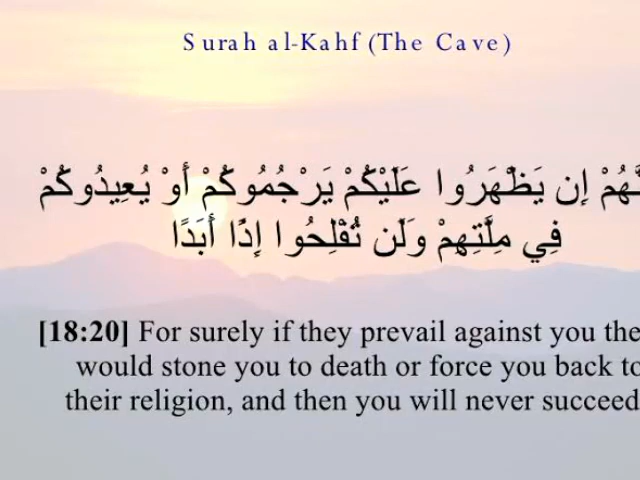 Surah al-Kahf (The Cave)
هُمْ إِن يَظْهَرُوا عَلَيْكُمْ يَرْجُمُوكُمْ أَوْ يُعِيدُوكُمْ
فِي مِلَّتِهِمْ وَلَن تُفْلِحُوا إِذًا أَبَدًا
[18:20] For surely if they prevail against you the
would stone you to death or force you back to
their religion, and then you will never succeed